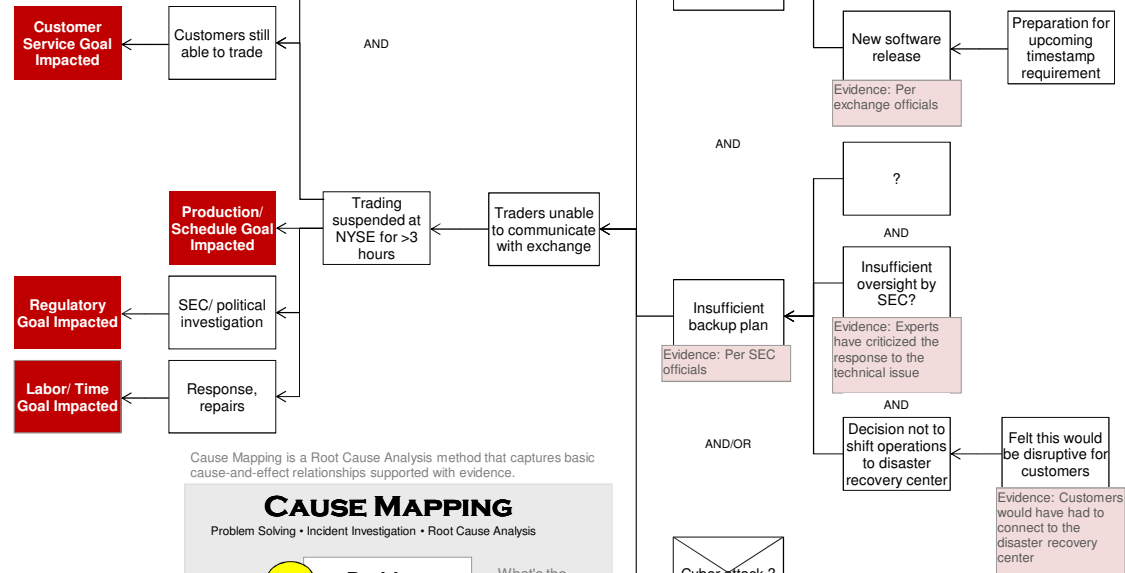 Customer
Service Goal
Impacted
Customers still
able to trade
AND
New software
release
Evidence: Per
exchange officials
Preparation for
upcoming
timestamp
requirement
AND
?
AND
Production/
Schedule Goal
Impacted
Trading
suspended at
NYSE for >3
hours
Traders unable
to communicate
with exchange
Insufficient
oversight by
SEC?
Evidence: Experts
have criticized the
response to the
technical issue
Regulatory
Goal Impacted
SEC/ political
investigation
Insufficient
backup plan
Evidence: Per SEC
officials
Labor/ Time
Goal Impacted
Response,
repairs
AND
AND/OR
Decision not to
shift operations
to disaster
recovery center
Felt this would
be disruptive for
customers
Evidence: Customers
would have had to
connect to the
disaster recovery
center
Cause Mapping is a Root Cause Analysis method that captures basic
cause-and-effect relationships supported with evidence.
CAUSE MAPPING
Problem Solving • Incident Investigation • Root Cause Analysis
What's the
Cyber attack?